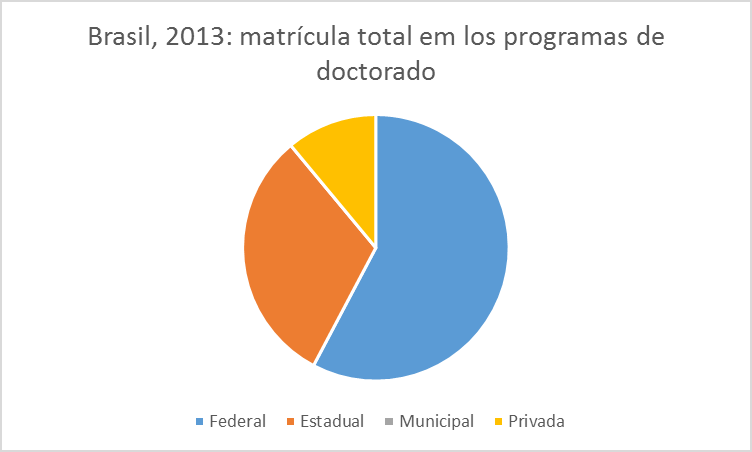 Brasil, 2013: matrícula total em los programas de
doctorado
Federal Estadual Municipal Privada